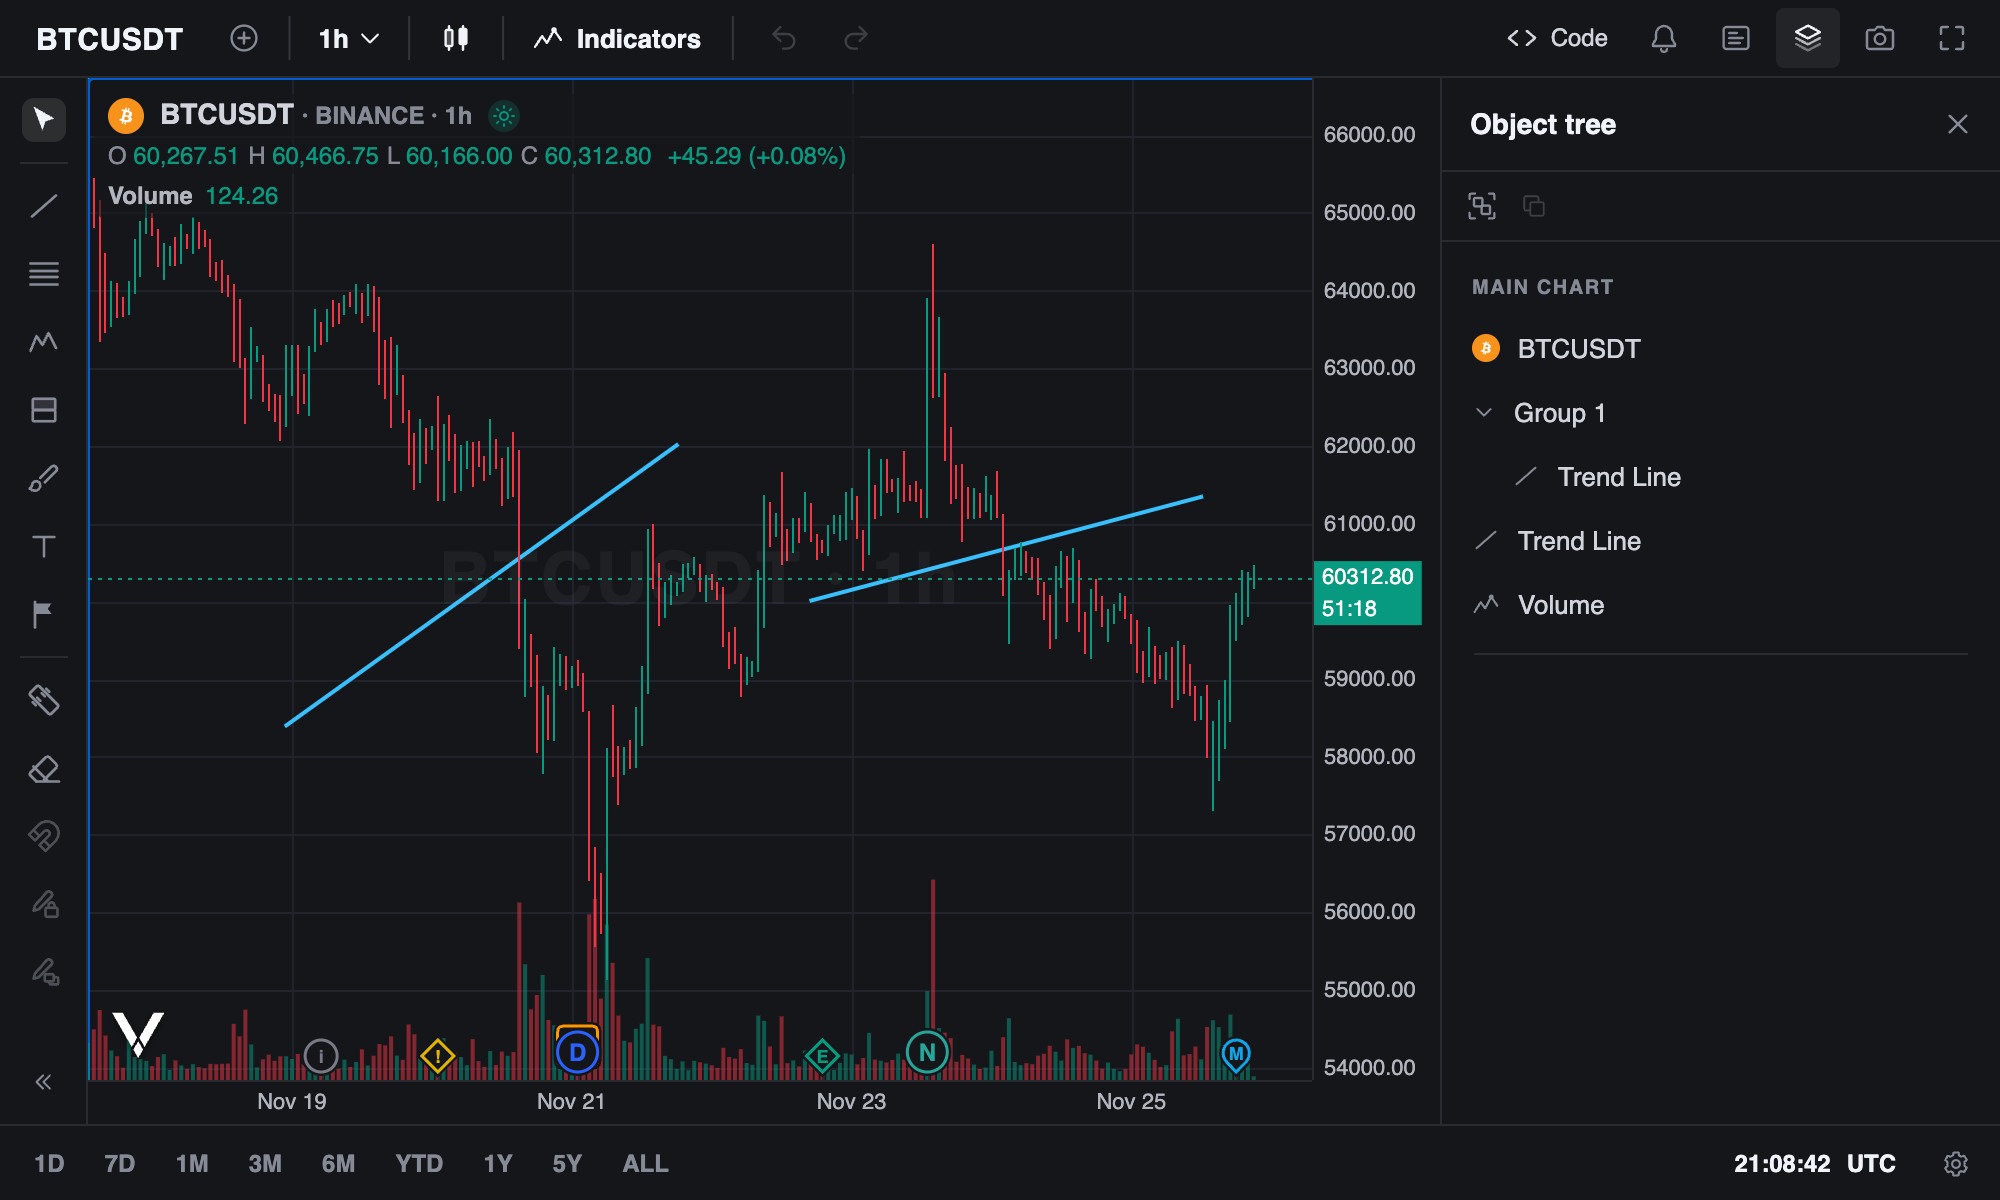 BTCUSDT 1h Indicators Code
BTCUSDT · BINANCE · 1h
O 60,267.51 H 60,466.75 L 60,166.00 C 60,312.80 +45.29 (+0.08%)
Volume 124.26
BTCUSDT · 1h
66000.00
65000.00
64000.00
63000.00
62000.00
61000.00
60312.80
51:18
59000.00
58000.00
57000.00
56000.00
55000.00
54000.00
i ! D E N M
Nov 19 Nov 21 Nov 23 Nov 25
Object tree
MAIN CHART
BTCUSDT
Group 1
Trend Line
Trend Line
Volume
1D 7D 1M 3M 6M YTD 1Y 5Y ALL 21:08:42 UTC